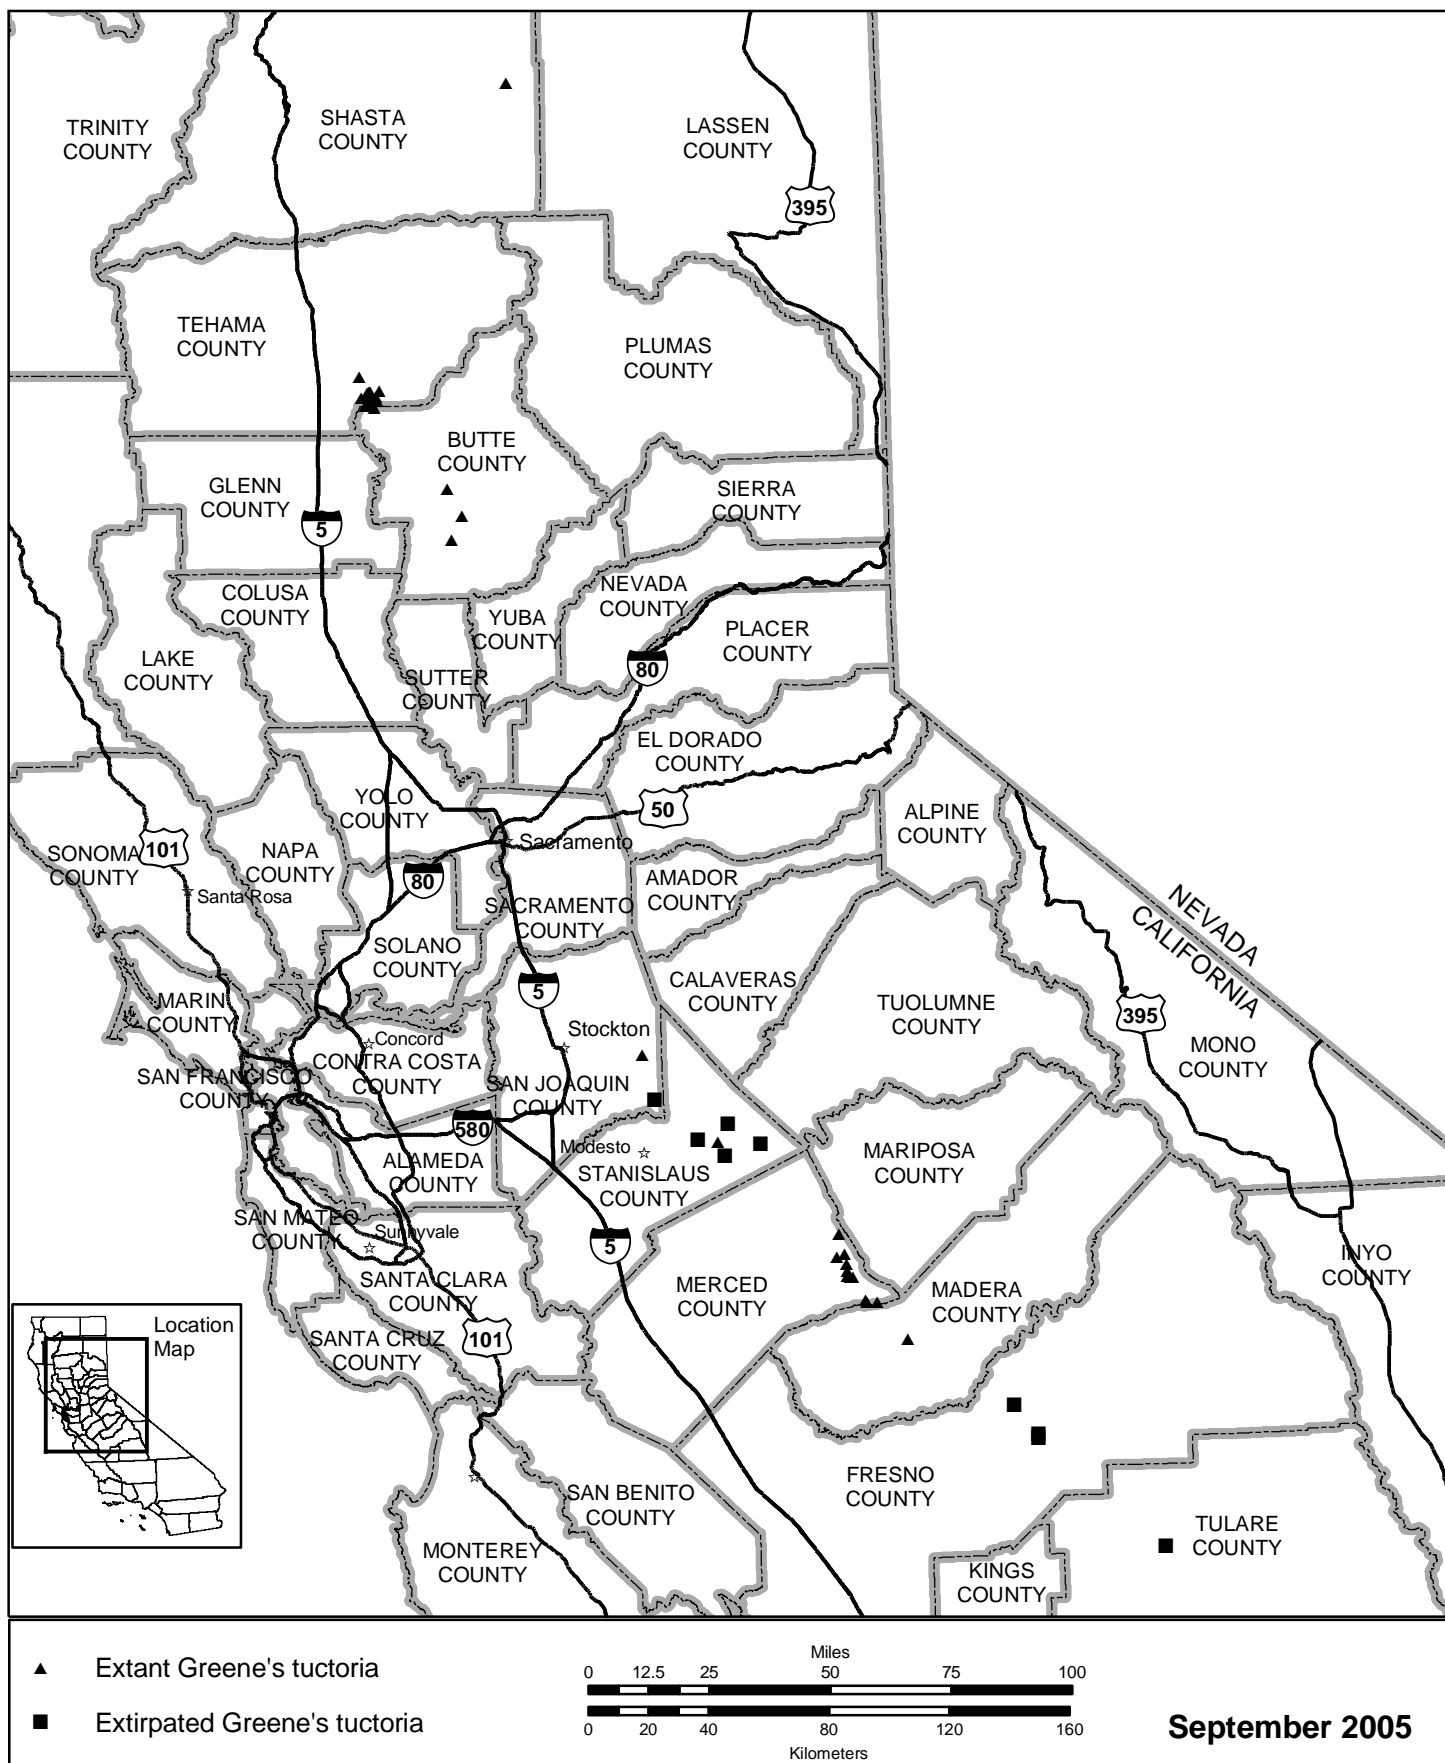 TRINITY
COUNTY
SHASTA
COUNTY
LASSEN
COUNTY
395
TEHAMA
COUNTY
PLUMAS
COUNTY
BUTTE
COUNTY
GLENN
COUNTY
SIERRA
COUNTY
5
COLUSA
COUNTY
NEVADA
COUNTY
YUBA
COUNTY
PLACER
COUNTY
LAKE
COUNTY
SUTTER
COUNTY
80
EL DORADO
COUNTY
YOLO
COUNTY
50
ALPINE
COUNTY
SONOMA
COUNTY
101
NAPA
COUNTY
Sacramento
80
AMADOR
COUNTY
Santa Rosa
SACRAMENTO
COUNTY
NEVADA
CALIFORNIA
SOLANO
COUNTY
5
CALAVERAS
COUNTY
TUOLUMNE
COUNTY
MARIN
COUNTY
395
Stockton
Concord
CONTRA COSTA
COUNTY
MONO
COUNTY
SAN FRANCISCO
COUNTY
SAN JOAQUIN
COUNTY
580
Modesto
MARIPOSA
COUNTY
ALAMEDA
COUNTY
STANISLAUS
COUNTY
SAN MATEO
COUNTY
Sunnyvale
5
INYO
COUNTY
SANTA CLARA
COUNTY
MERCED
COUNTY
MADERA
COUNTY
Location
Map
SANTA CRUZ
COUNTY
101
FRESNO
COUNTY
SAN BENITO
COUNTY
TULARE
COUNTY
MONTEREY
COUNTY
KINGS
COUNTY
Extant Greene's tuctoria
Extirpated Greene's tuctoria
Miles
0 12.5 25 50 75 100
0 20 40 80 120 160
Kilometers
September 2005